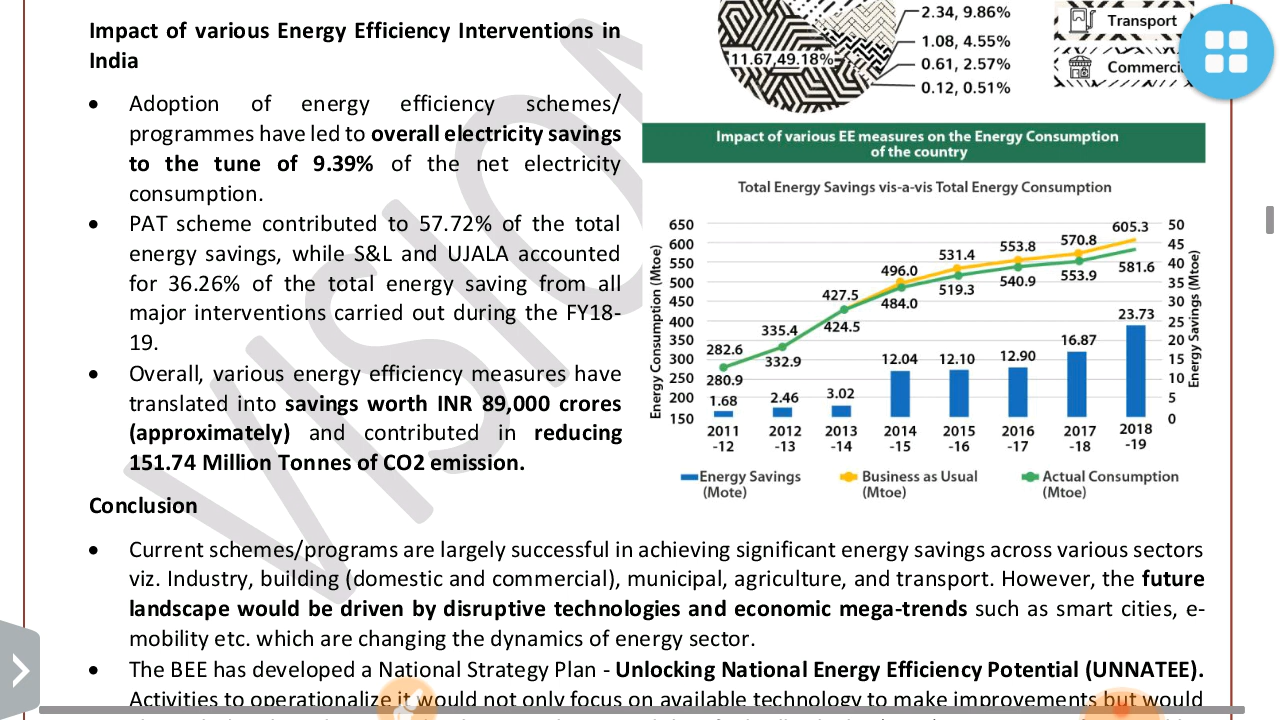 Impact of various Energy Efficiency Interventions in
India
• Adoption of energy efficiency schemes/
programmes have led to overall electricity savings
to the tune of 9.39% of the net electricity
consumption.
• PAT scheme contributed to 57.72% of the total
energy savings, while S&L and UJALA accounted
for 36.26% of the total energy saving from all
major interventions carried out during the FY18-
19.
• Overall, various energy efficiency measures have
translated into savings worth INR 89,000 crores
(approximately) and contributed in reducing
151.74 Million Tonnes of CO2 emission.
2.34, 9.86%
1.08, 4.55%
0.61, 2.57%
0.12, 0.51%
11.67,49.18%
Transport
Commerci
Impact of various EE measures on the Energy Consumption
of the country
Total Energy Savings vis-a-vis Total Energy Consumption
Energy Consumption (Mtoe)
650
600
550
500
450
400
350
300
250
200
150
282.6
335.4
427.5
496.0
531.4
553.8
570.8
605.3
280.9
332.9
424.5
484.0
519.3
540.9
553.9
581.6
1.68
2.46
3.02
12.04
12.10
12.90
16.87
23.73
50
45
40
35
30
25
20
15
10
5
0
Energy Savings (Mtoe)
2011 2012 2013 2014 2015 2016 2017 2018
-12 -13 -14 -15 -16 -17 -18 -19
Energy Savings Business as Usual Actual Consumption
(Mote) (Mtoe) (Mtoe)
Conclusion
• Current schemes/programs are largely successful in achieving significant energy savings across various sectors
viz. Industry, building (domestic and commercial), municipal, agriculture, and transport. However, the future
landscape would be driven by disruptive technologies and economic mega-trends such as smart cities, e-
mobility etc. which are changing the dynamics of energy sector.
• The BEE has developed a National Strategy Plan - Unlocking National Energy Efficiency Potential (UNNATEE).
Activities to operationalize it would not only focus on available technology to make improvements but would
VISION